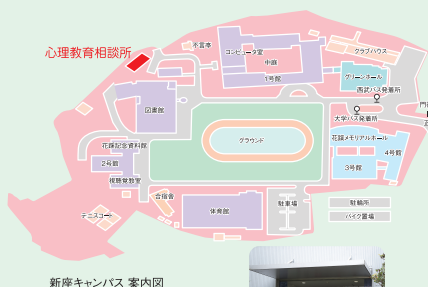 心理教育相談所
不言亭
コンピュータ室
中庭
1号館
クラブハウス
グリーンホール
西武バス発着所
大学バス発着所
門
正
図書館
グラウンド
花蹊メモリアルホール
4号館
3号館
花蹊記念資料館
2号館
視聴覚教室
合宿舎
テニスコート
体育館
駐車場
駐輪所
バイク置場
新座キャンパス 案内図